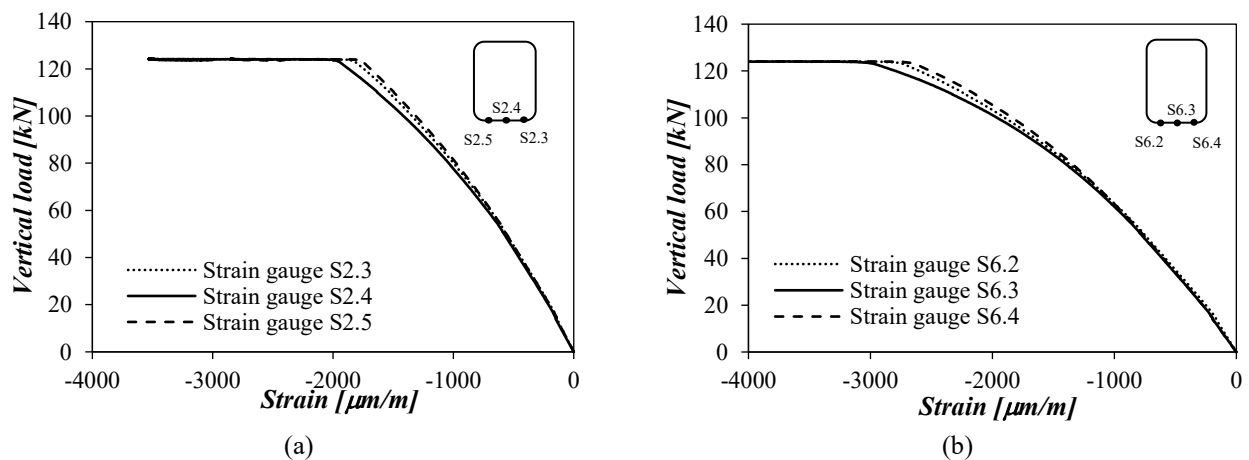 140
120
100
80
60
40
20
0
Vertical load [kN]
S2.4
S2.5 S2.3
Strain gauge S2.3
Strain gauge S2.4
Strain gauge S2.5
-4000 -3000 -2000 -1000 0
Strain [μm/m]
(a)
140
120
100
80
60
40
20
0
Vertical load [kN]
S6.3
S6.2 S6.4
Strain gauge S6.2
Strain gauge S6.3
Strain gauge S6.4
-4000 -3000 -2000 -1000 0
Strain [μm/m]
(b)